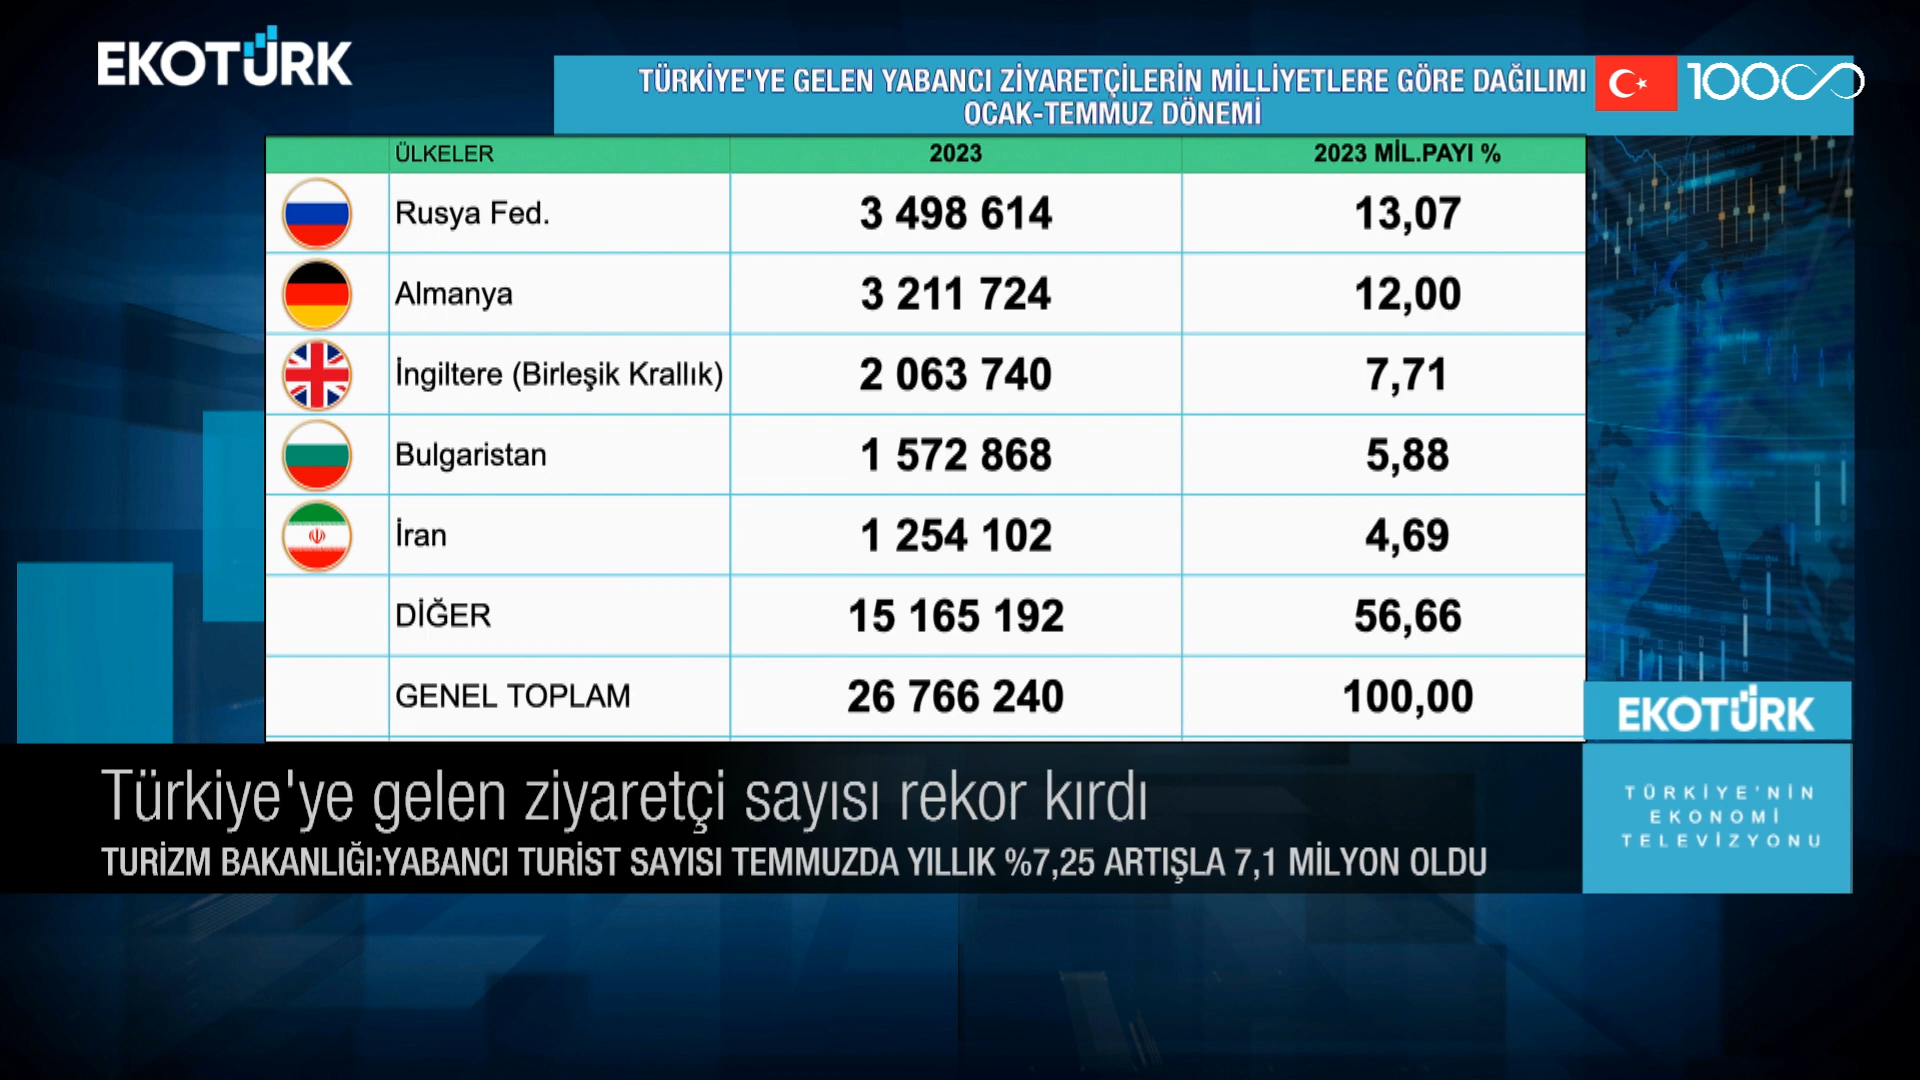 EKOTÜRK
TÜRKİYE'YE GELEN YABANCI ZİYARETÇİLERİN MİLLİYETLERE GÖRE DAĞILIMI
OCAK-TEMMUZ DÖNEMİ
100
ÜLKELER 2023 2023 MİL.PAYI %
Rusya Fed. 3 498 614 13,07
Almanya 3 211 724 12,00
İngiltere (Birleşik Krallık) 2 063 740 7,71
Bulgaristan 1 572 868 5,88
İran 1 254 102 4,69
DİĞER 15 165 192 56,66
GENEL TOPLAM 26 766 240 100,00
EKOTÜRK
TÜRKİYE'NİN
EKONOMİ
TELEVİZYONU
Türkiye'ye gelen ziyaretçi sayısı rekor kırdı
TURİZM BAKANLIĞI:YABANCI TURİST SAYISI TEMMUZDA YILLIK %7,25 ARTIŞLA 7,1 MİLYON OLDU